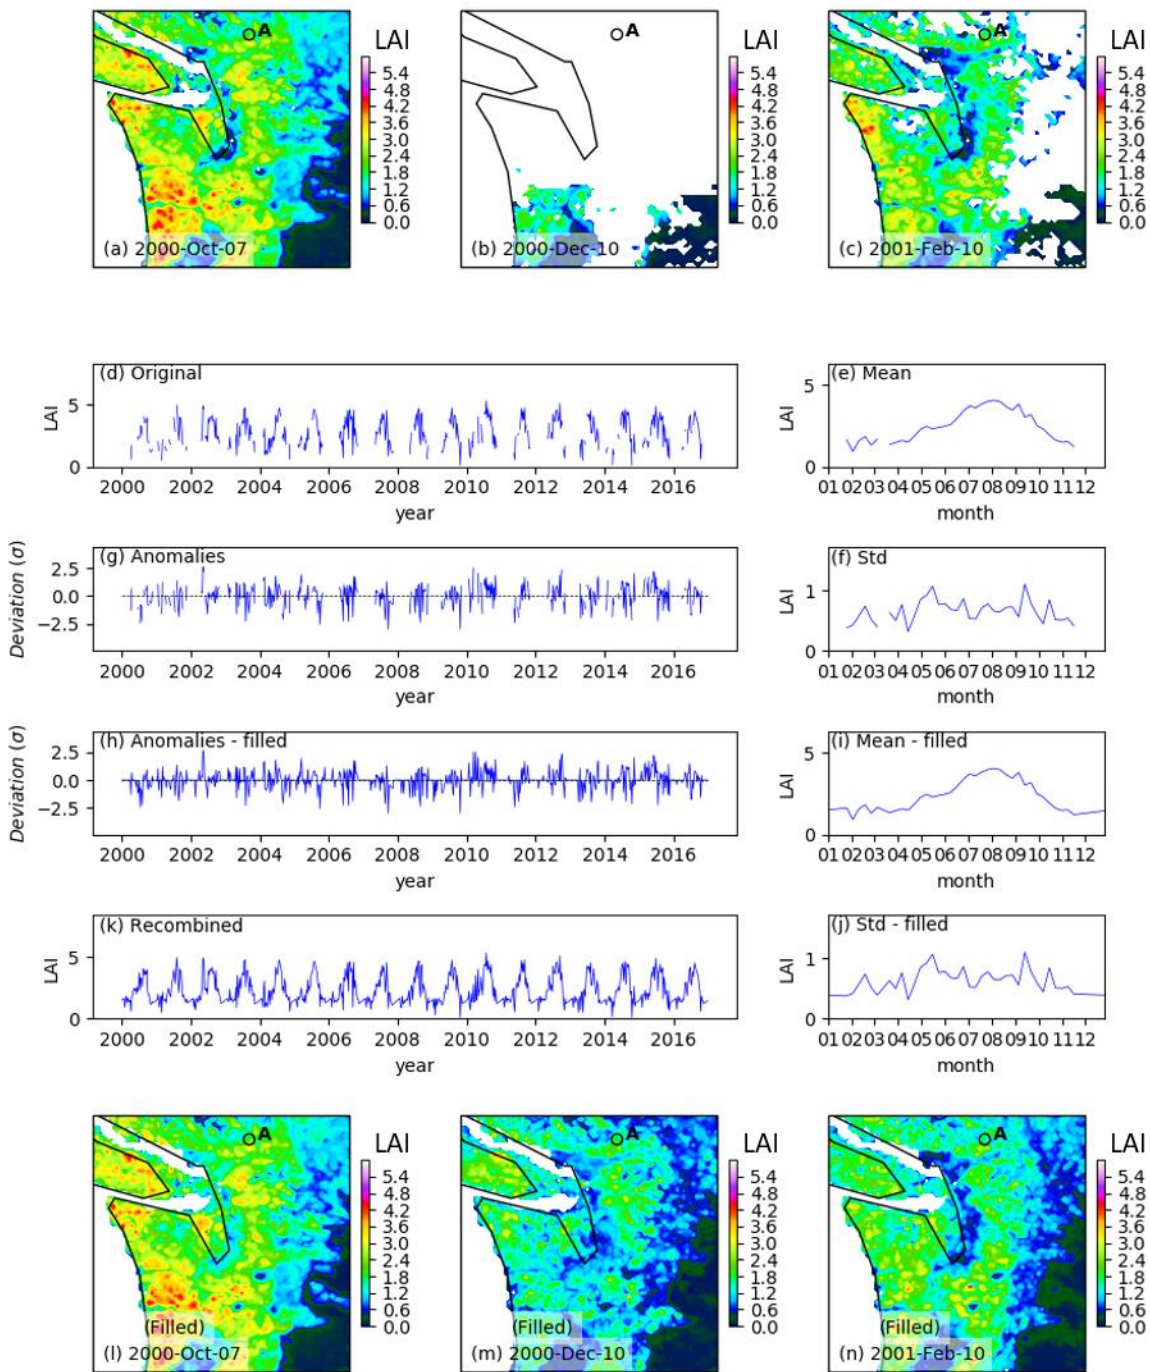 A LAI
5.4
4.8
4.2
3.6
3.0
2.4
1.8
1.2
0.6
0.0
(a) 2000-Oct-07
A LAI
5.4
4.8
4.2
3.6
3.0
2.4
1.8
1.2
0.6
0.0
(b) 2000-Dec-10
A LAI
5.4
4.8
4.2
3.6
3.0
2.4
1.8
1.2
0.6
0.0
(c) 2001-Feb-10
(d) Original
LAI
5
0
2000 2002 2004 2006 2008 2010 2012 2014 2016
year
(e) Mean
LAI
5
0
01 02 03 04 05 06 07 08 09 10 11 12
month
(g) Anomalies
Deviation (σ)
2.5
0.0
−2.5
2000 2002 2004 2006 2008 2010 2012 2014 2016
year
(f) Std
LAI
1
0
01 02 03 04 05 06 07 08 09 10 11 12
month
(h) Anomalies - filled
Deviation (σ)
2.5
0.0
−2.5
2000 2002 2004 2006 2008 2010 2012 2014 2016
year
(i) Mean - filled
LAI
5
0
01 02 03 04 05 06 07 08 09 10 11 12
month
(k) Recombined
LAI
5
0
2000 2002 2004 2006 2008 2010 2012 2014 2016
year
(j) Std - filled
LAI
1
0
01 02 03 04 05 06 07 08 09 10 11 12
month
A LAI
5.4
4.8
4.2
3.6
3.0
2.4
1.8
1.2
0.6
0.0
(Filled)
(l) 2000-Oct-07
A LAI
5.4
4.8
4.2
3.6
3.0
2.4
1.8
1.2
0.6
0.0
(Filled)
(m) 2000-Dec-10
A LAI
5.4
4.8
4.2
3.6
3.0
2.4
1.8
1.2
0.6
0.0
(Filled)
(n) 2001-Feb-10